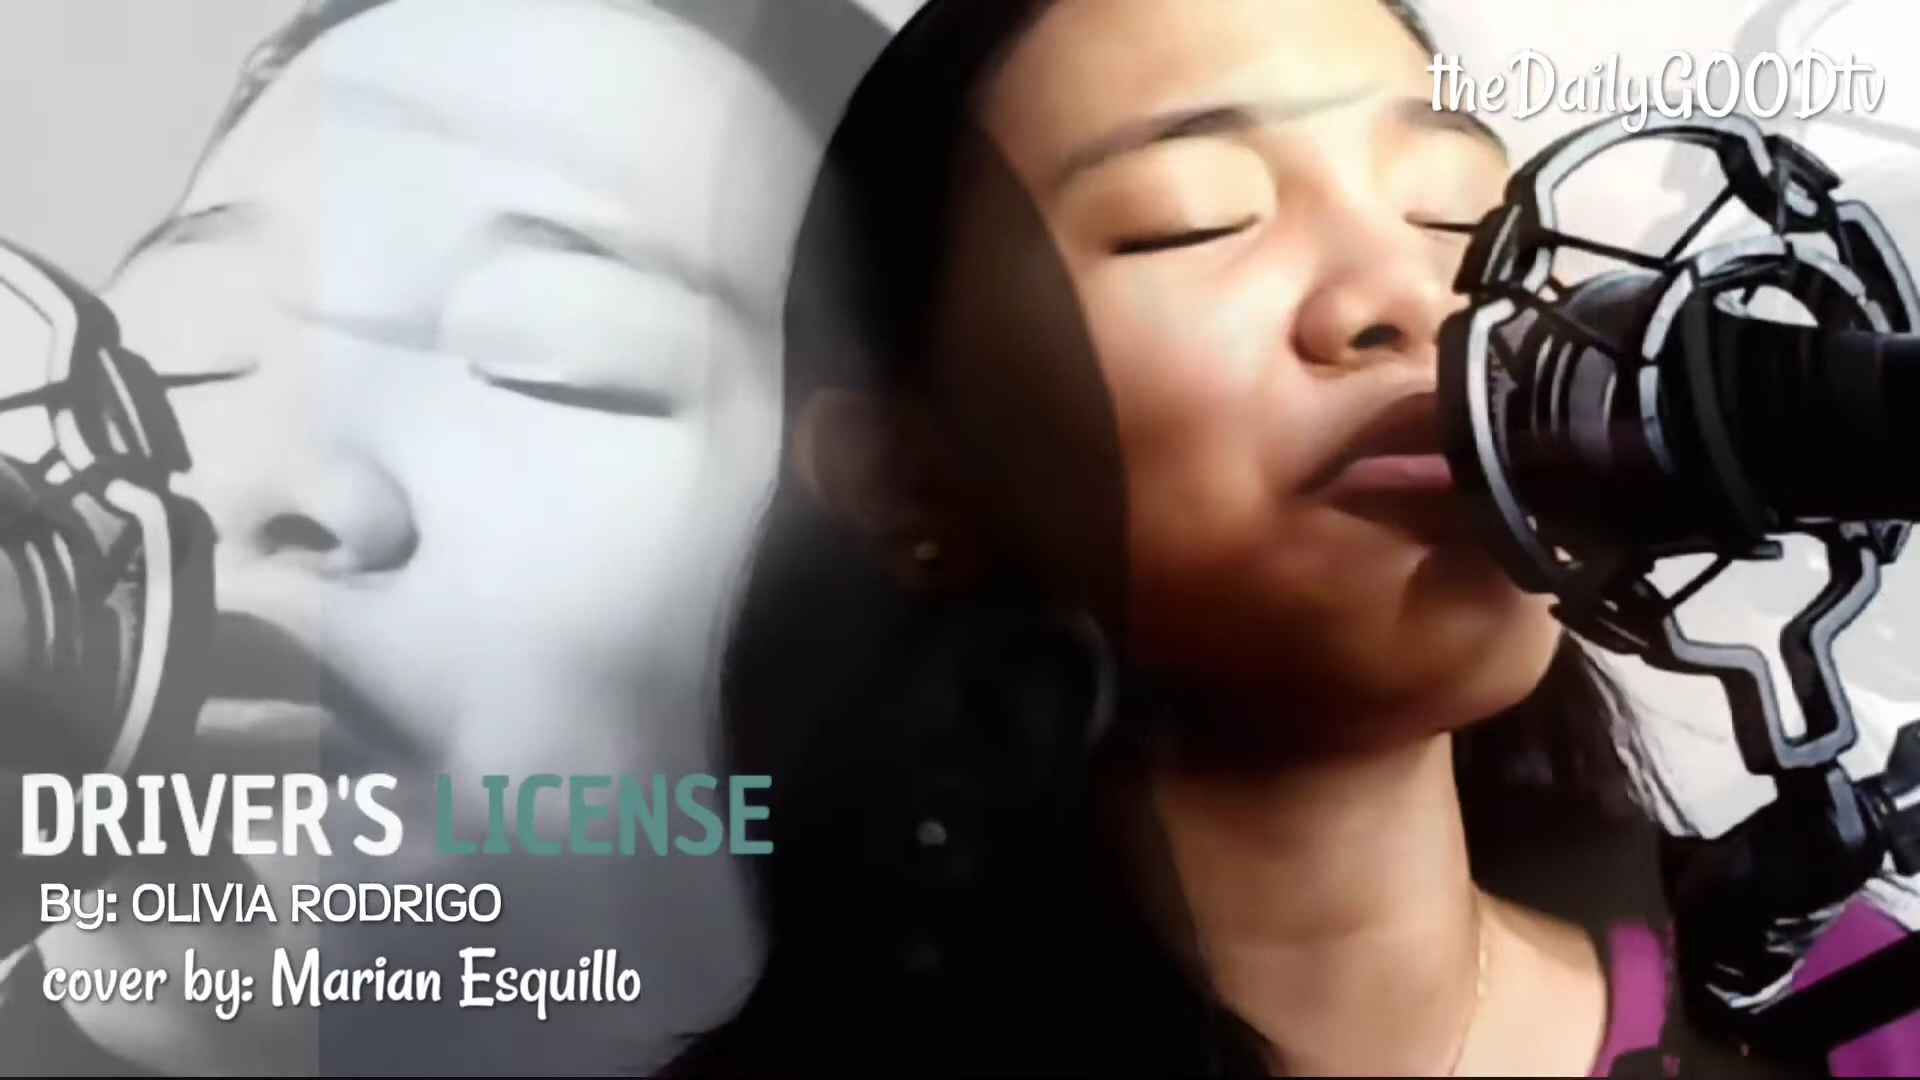 theDailyGOODtv
DRIVER'S LICENSE
By: OLIVIA RODRIGO
cover by: Marian Esquillo